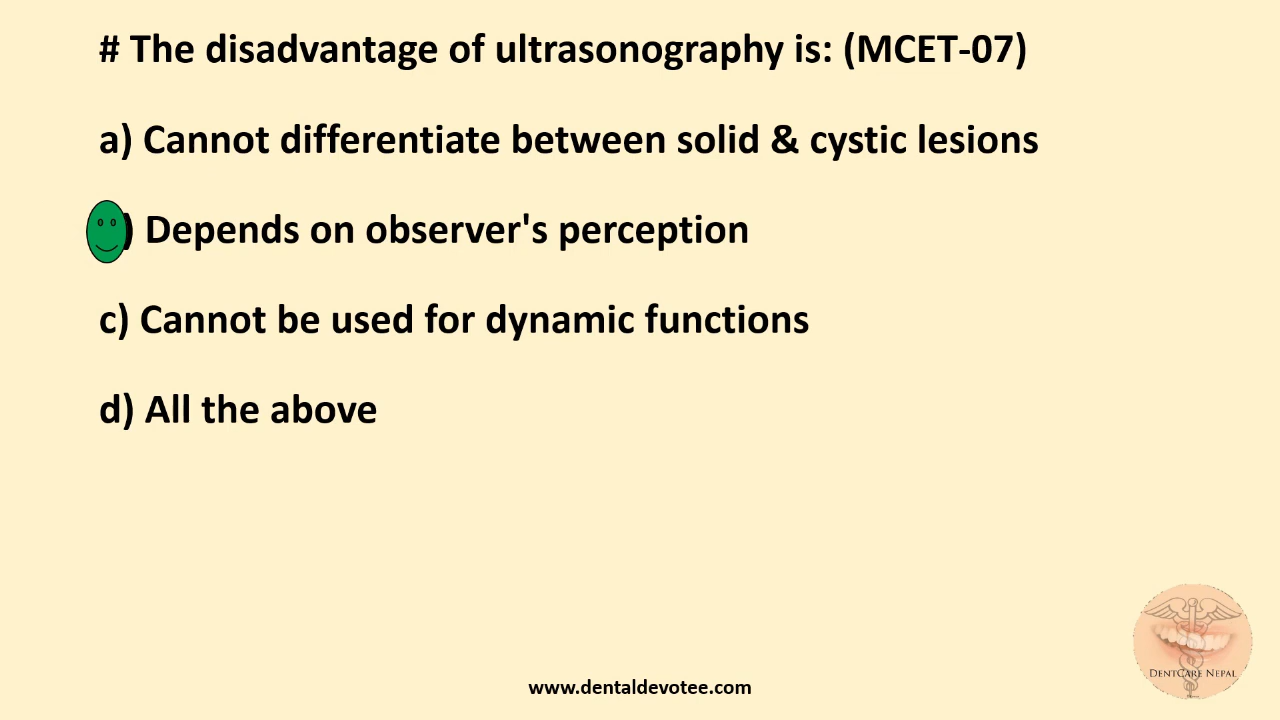 # The disadvantage of ultrasonography is: (MCET-07)
a) Cannot differentiate between solid & cystic lesions
) Depends on observer's perception
c) Cannot be used for dynamic functions
d) All the above
DENTCARE NEPAL
www.dentaldevotee.com